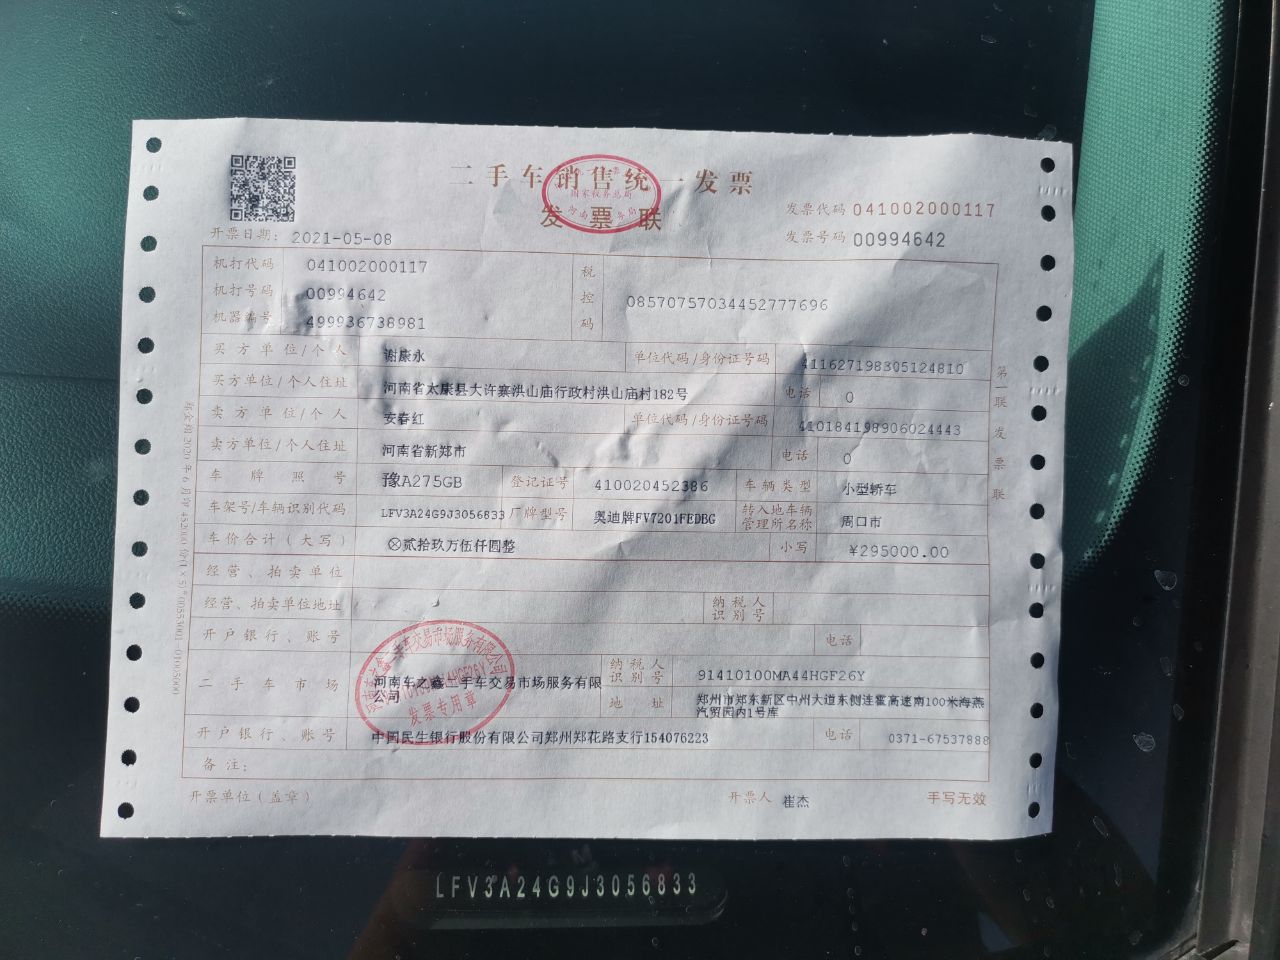 二手车销售统一发票
发票联
发票代码 041002000117
发票号码 00994642
开票日期: 2021-05-08
机打代码 041002000117
机打号码 00994642
机器编号 499936738981
税控码 08570757034452777696
买方单位/个人 谢康永 单位代码/身份证号码 411627198305124810
买方单位/个人住址 河南省太康县大许寨洪山庙行政村洪山庙村182号 电话 0
卖方单位/个人 安春红 单位代码/身份证号码 410184198906024443
卖方单位/个人住址 河南省新郑市 电话 0
车牌照号 豫A275GB 登记证号 410020452386 车辆类型 小型轿车
车架号/车辆识别代码 LFV3A24G9J3056833 厂牌型号 奥迪牌FV7201FEDBG 转入地车辆管理所名称 周口市
车价合计(大写) ⊗贰拾玖万伍仟圆整 小写 ¥295000.00
经营、拍卖单位
经营、拍卖单位地址 纳税人识别号
开户银行、账号 电话
二手车市场 河南车之鑫二手车交易市场服务有限公司 纳税人识别号 91410100MA44HGF26Y
地址 郑州市郑东新区中州大道东侧连霍高速南100米海燕汽贸园内1号库
开户银行、账号 中国民生银行股份有限公司郑州郑花路支行154076223 电话 0371-67537888
备注:
开票单位(盖章) 开票人 崔杰 手写无效
第一联 发票联
发票专用章
LFV3A24G9J3056833